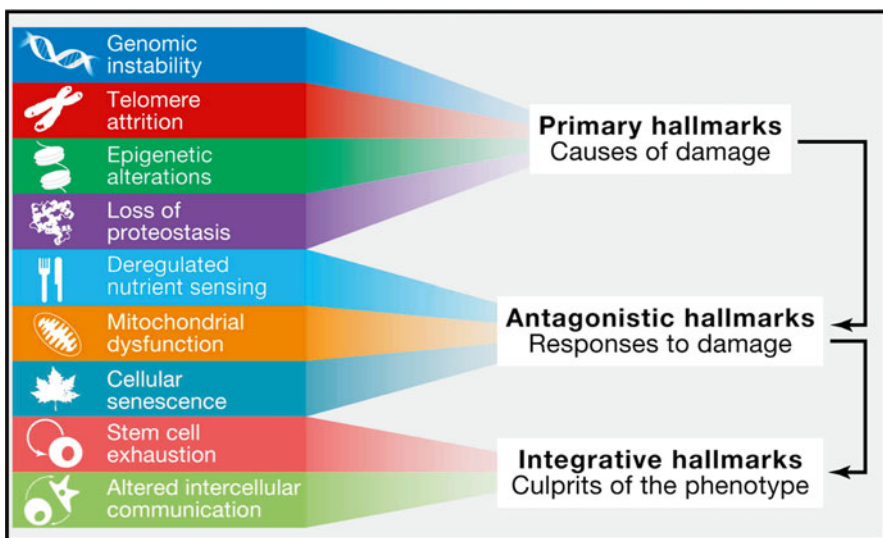 Genomic
instability
Telomere
attrition
Epigenetic
alterations
Loss of
proteostasis
Deregulated
nutrient sensing
Mitochondrial
dysfunction
Cellular
senescence
Stem cell
exhaustion
Altered intercellular
communication
Primary hallmarks
Causes of damage
Antagonistic hallmarks
Responses to damage
Integrative hallmarks
Culprits of the phenotype